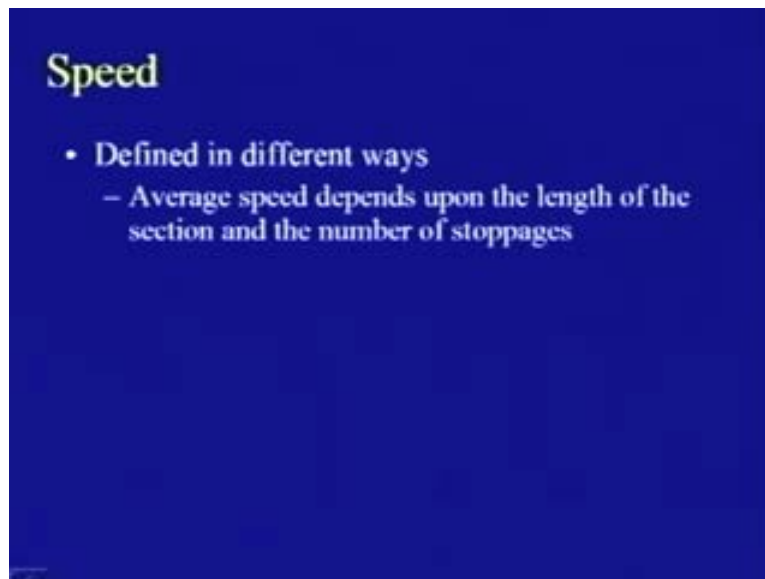 Speed
• Defined in different ways
– Average speed depends upon the length of the
section and the number of stoppages